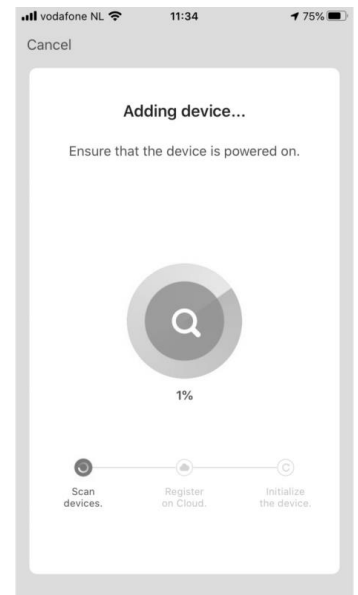 vodafone NL 11:34 75%
Cancel
Adding device...
Ensure that the device is powered on.
1%
Scan Register Initialize
devices. on Cloud. the device.